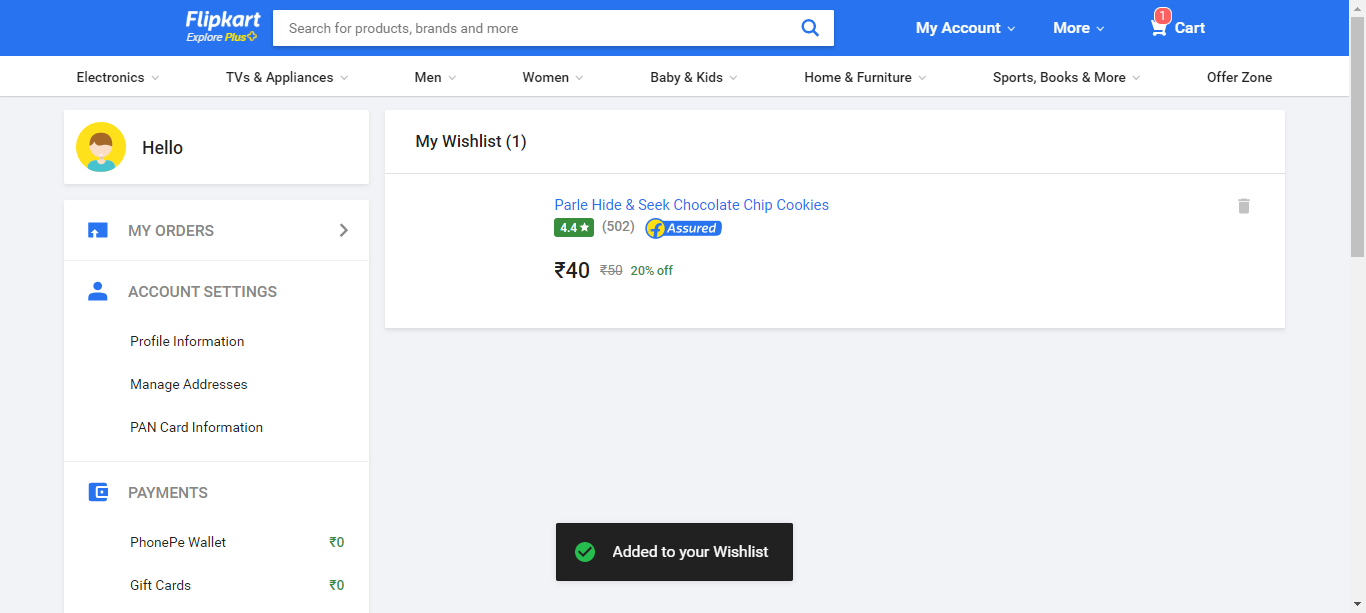 Flipkart
Explore Plus
Search for products, brands and more
My Account
More
1
Cart
Electronics
TVs & Appliances
Men
Women
Baby & Kids
Home & Furniture
Sports, Books & More
Offer Zone
Hello
MY ORDERS
ACCOUNT SETTINGS
Profile Information
Manage Addresses
PAN Card Information
PAYMENTS
PhonePe Wallet ₹0
Gift Cards ₹0
My Wishlist (1)
Parle Hide & Seek Chocolate Chip Cookies
4.4★ (502) f Assured
₹40 ₹50 20% off
Added to your Wishlist